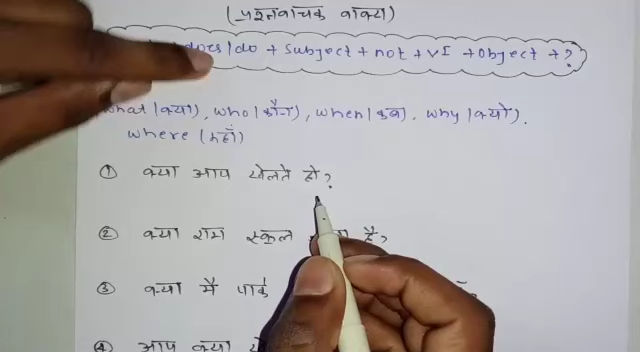 (प्रश्नवाचक वाक्य)
does/do + subject + not + V1 + object + ?
what (क्या), who (कौन), when (कब), why (क्यों).
where (कहाँ)
① क्या आप खेलते हो?
② क्या राम स्कूल है?
③ क्या मै पार्क
④ आप क्या